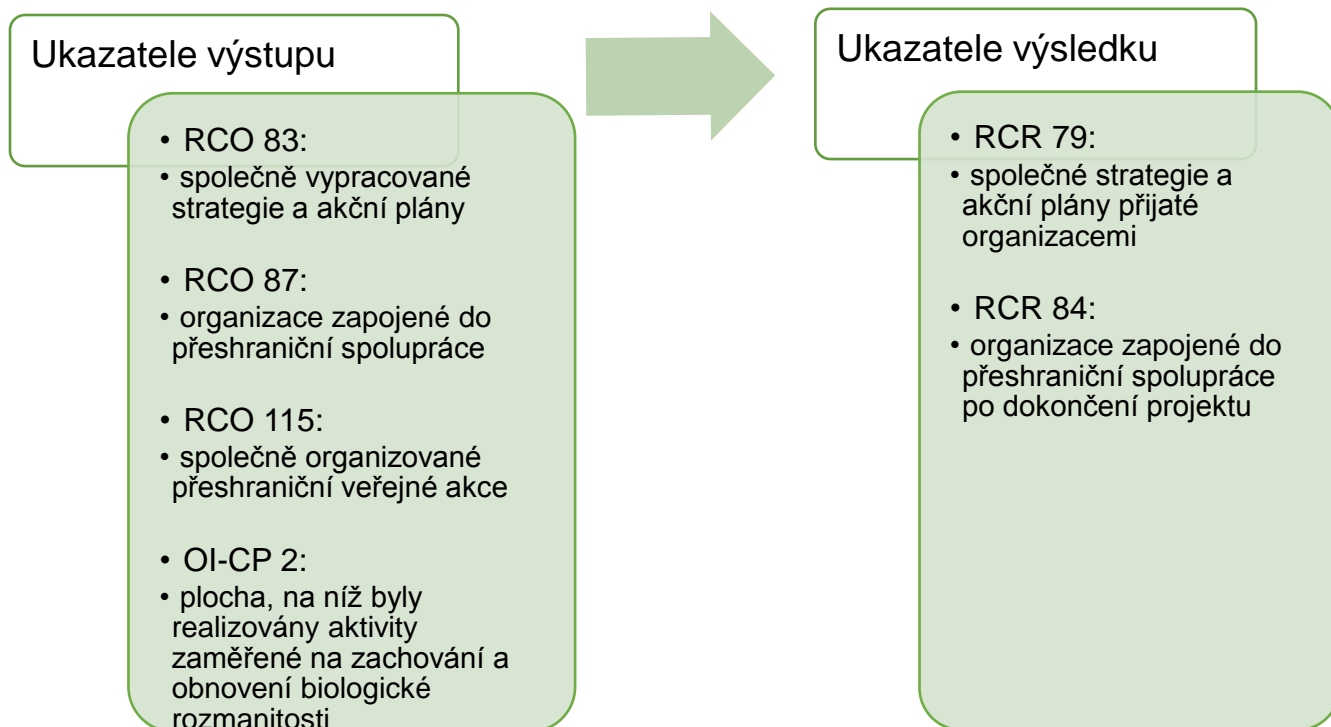 Ukazatele výstupu
• RCO 83:
• společně vypracované
strategie a akční plány
• RCO 87:
• organizace zapojené do
přeshraniční spolupráce
• RCO 115:
• společně organizované
přeshraniční veřejné akce
• OI-CP 2:
• plocha, na níž byly
realizovány aktivity
zaměřené na zachování a
obnovení biologické
rozmanitosti
Ukazatele výsledku
• RCR 79:
• společné strategie a
akční plány přijaté
organizacemi
• RCR 84:
• organizace zapojené do
přeshraniční spolupráce
po dokončení projektu